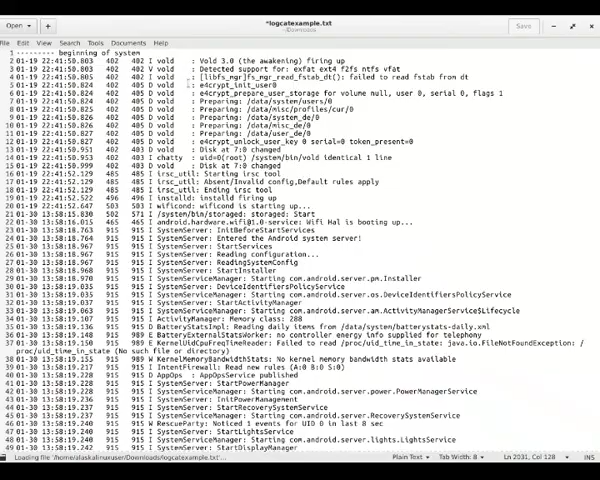 Open
+
*logcatexample.txt
~/Downloads
Save
File Edit View Search Tools Documents Help
1 --------- beginning of system
2 01-19 22:41:50.803 402 402 I vold : Vold 3.0 (the awakening) firing up
3 01-19 22:41:50.803 402 402 V vold : Detected support for: exfat ext4 f2fs ntfs vfat
4 01-19 22:41:50.805 402 402 I vold : [libfs_mgr]fs_mgr_read_fstab_dt(): failed to read fstab from dt
5 01-19 22:41:50.824 402 405 D vold : e4crypt_init_user0
6 01-19 22:41:50.824 402 405 D vold : e4crypt_prepare_user_storage for volume null, user 0, serial 0, flags 1
7 01-19 22:41:50.824 402 405 D vold : Preparing: /data/system/users/0
8 01-19 22:41:50.825 402 405 D vold : Preparing: /data/misc/profiles/cur/0
9 01-19 22:41:50.826 402 405 D vold : Preparing: /data/system_de/0
10 01-19 22:41:50.826 402 405 D vold : Preparing: /data/misc_de/0
11 01-19 22:41:50.827 402 405 D vold : Preparing: /data/user_de/0
12 01-19 22:41:50.827 402 405 D vold : e4crypt_unlock_user_key 0 serial=0 token_present=0
13 01-19 22:41:50.951 402 403 D vold : Disk at 7:0 changed
14 01-19 22:41:50.953 402 403 I chatty : uid=0(root) /system/bin/vold identical 1 line
15 01-19 22:41:50.999 402 403 D vold : Disk at 7:0 changed
16 01-19 22:41:52.129 485 485 I irsc_util: Starting irsc tool
17 01-19 22:41:52.129 485 485 I irsc_util: Absent/Invalid config,Default rules apply
18 01-19 22:41:52.129 485 485 I irsc_util: Ending irsc tool
19 01-19 22:41:52.522 496 496 I installd: installd firing up
20 01-19 22:41:52.647 503 503 I wificond: wificond is starting up...
21 01-30 13:58:15.830 502 571 I /system/bin/storaged: storaged: Start
22 01-30 13:58:16.015 465 465 I android.hardware.wifi@1.0-service: Wifi Hal is booting up...
23 01-30 13:58:18.763 915 915 I SystemServer: InitBeforeStartServices
24 01-30 13:58:18.764 915 915 I SystemServer: Entered the Android system server!
25 01-30 13:58:18.967 915 915 I SystemServer: StartServices
26 01-30 13:58:18.967 915 915 I SystemServer: Reading configuration...
27 01-30 13:58:18.967 915 915 I SystemServer: ReadingSystemConfig
28 01-30 13:58:18.968 915 915 I SystemServer: StartInstaller
29 01-30 13:58:18.970 915 915 I SystemServiceManager: Starting com.android.server.pm.Installer
30 01-30 13:58:19.035 915 915 I SystemServer: DeviceIdentifiersPolicyService
31 01-30 13:58:19.035 915 915 I SystemServiceManager: Starting com.android.server.os.DeviceIdentifiersPolicyService
32 01-30 13:58:19.037 915 915 I SystemServer: StartActivityManager
33 01-30 13:58:19.063 915 915 I SystemServiceManager: Starting com.android.server.am.ActivityManagerService$Lifecycle
34 01-30 13:58:19.107 915 915 I ActivityManager: Memory class: 288
35 01-30 13:58:19.136 915 915 D BatteryStatsImpl: Reading daily items from /data/system/batterystats-daily.xml
36 01-30 13:58:19.148 915 989 E BatteryExternalStatsWorker: no controller energy info supplied for telephony
37 01-30 13:58:19.150 915 989 E KernelUidCpuFreqTimeReader: Failed to read /proc/uid_time_in_state: java.io.FileNotFoundException: /
proc/uid_time_in_state (No such file or directory)
38 01-30 13:58:19.155 915 989 W KernelMemoryBandwidthStats: No kernel memory bandwidth stats available
39 01-30 13:58:19.217 915 915 I IntentFirewall: Read new rules (A:0 B:0 S:0)
40 01-30 13:58:19.228 915 915 D AppOps : AppOpsService published
41 01-30 13:58:19.228 915 915 I SystemServer: StartPowerManager
42 01-30 13:58:19.228 915 915 I SystemServiceManager: Starting com.android.server.power.PowerManagerService
43 01-30 13:58:19.236 915 915 I SystemServer: InitPowerManagement
44 01-30 13:58:19.237 915 915 I SystemServer: StartRecoverySystemService
45 01-30 13:58:19.237 915 915 I SystemServiceManager: Starting com.android.server.RecoverySystemService
46 01-30 13:58:19.240 915 915 W RescueParty: Noticed 1 events for UID 0 in last 8 sec
47 01-30 13:58:19.240 915 915 I SystemServer: StartLightsService
48 01-30 13:58:19.240 915 915 I SystemServiceManager: Starting com.android.server.lights.LightsService
49 01-30 13:58:19.242 915 915 I SystemServer: StartDisplayManager
Loading file '/home/alaskalinuxuser/Downloads/logcatexample.txt'... Plain Text Tab Width: 8 Ln 2031, Col 128 INS